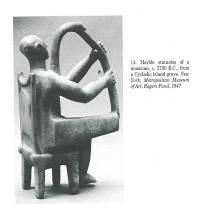 14. Marble statuette of a
musician, c. 2700 B.C., from
a Cycladic island grave. New
York, Metropolitan Museum
of Art, Rogers Fund, 1947